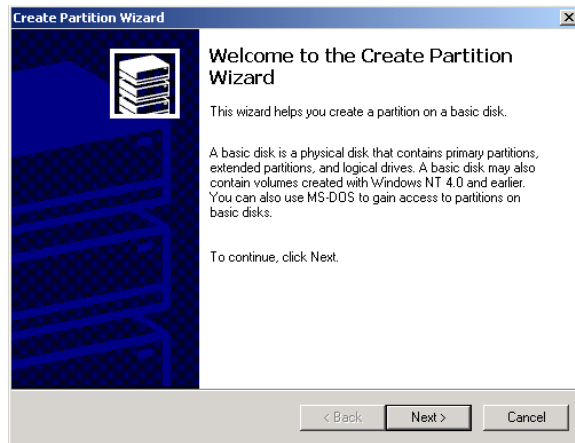 Create Partition Wizard
Welcome to the Create Partition
Wizard
This wizard helps you create a partition on a basic disk.
A basic disk is a physical disk that contains primary partitions,
extended partitions, and logical drives. A basic disk may also
contain volumes created with Windows NT 4.0 and earlier.
You can also use MS-DOS to gain access to partitions on
basic disks.
To continue, click Next.
< Back
Next >
Cancel